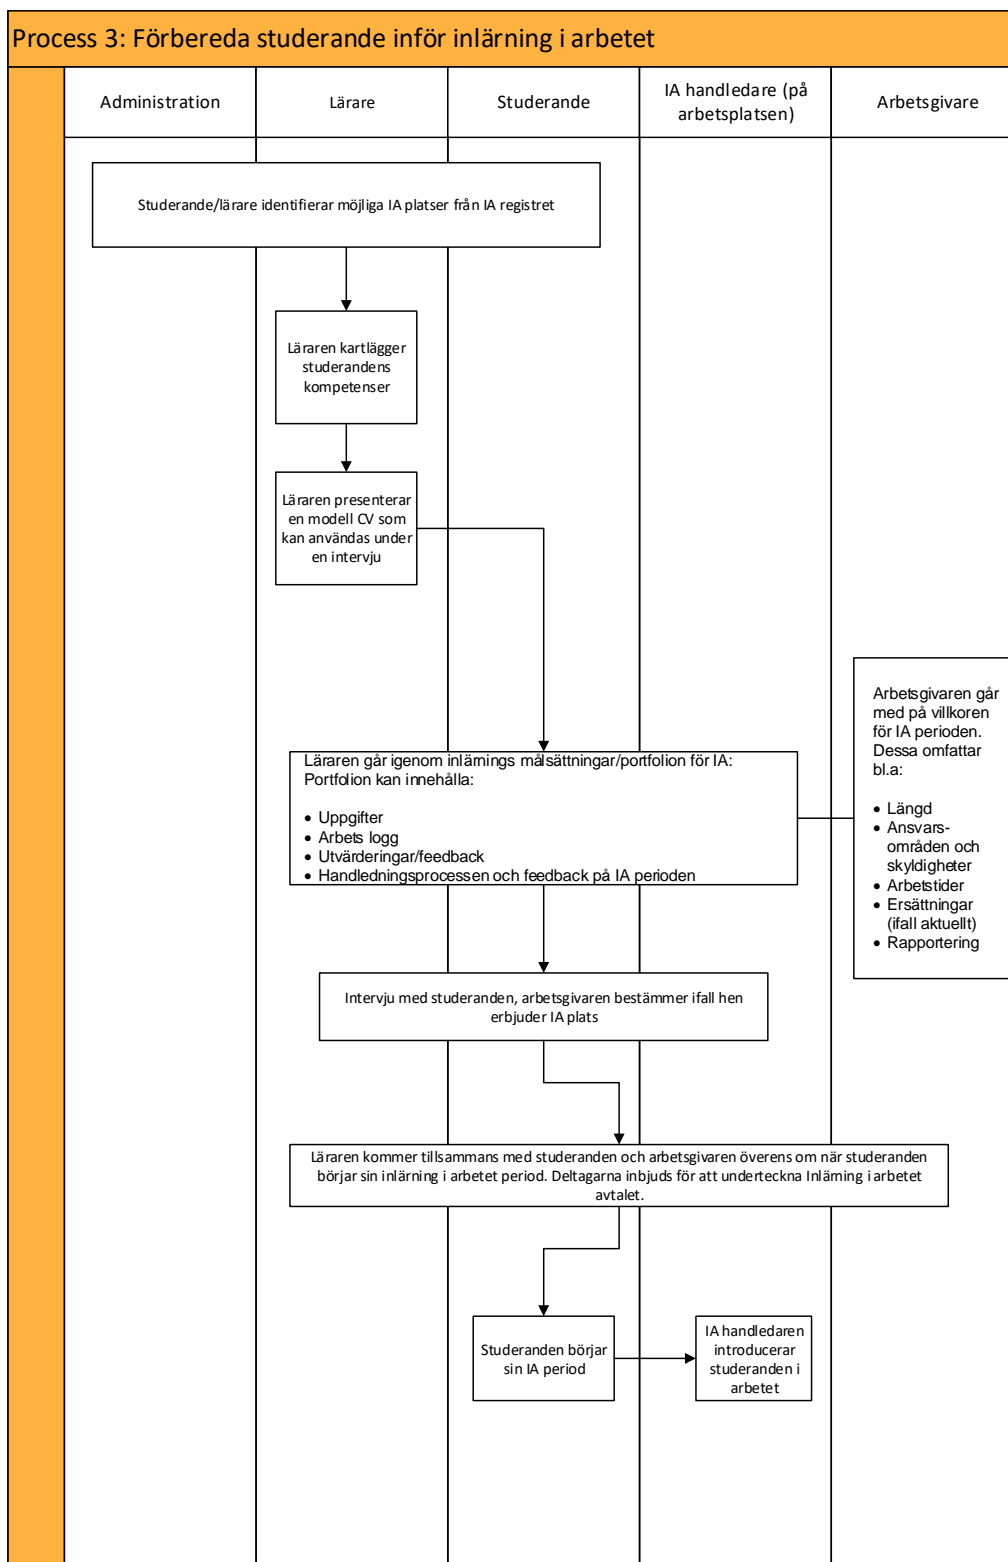 Process 3: Förbereda studerande inför inlärning i arbetet
Administration
Lärare
Studerande
IA handledare (på
arbetsplatsen)
Arbetsgivare
Studerande/lärare identifierar möjliga IA platser från IA registret
Läraren kartlägger
studerandens
kompetenser
Läraren presenterar
en modell CV som
kan användas under
en intervju
Arbetsgivaren går
med på villkoren
för IA perioden.
Dessa omfattar
bl.a:
• Längd
• Ansvars-
områden och
skyldigheter
• Arbetstider
• Ersättningar
(ifall aktuellt)
• Rapportering
Läraren går igenom inlärnings målsättningar/portfolion för IA:
Portfolion kan innehålla:
• Uppgifter
• Arbets logg
• Utvärderingar/feedback
• Handledningsprocessen och feedback på IA perioden
Intervju med studeranden, arbetsgivaren bestämmer ifall hen
erbjuder IA plats
Läraren kommer tillsammans med studeranden och arbetsgivaren överens om när studeranden
börjar sin inlärning i arbetet period. Deltagarna inbjuds för att underteckna Inlärning i arbetet
avtalet.
Studeranden börjar
sin IA period
IA handledaren
introducerar
studeranden i
arbetet